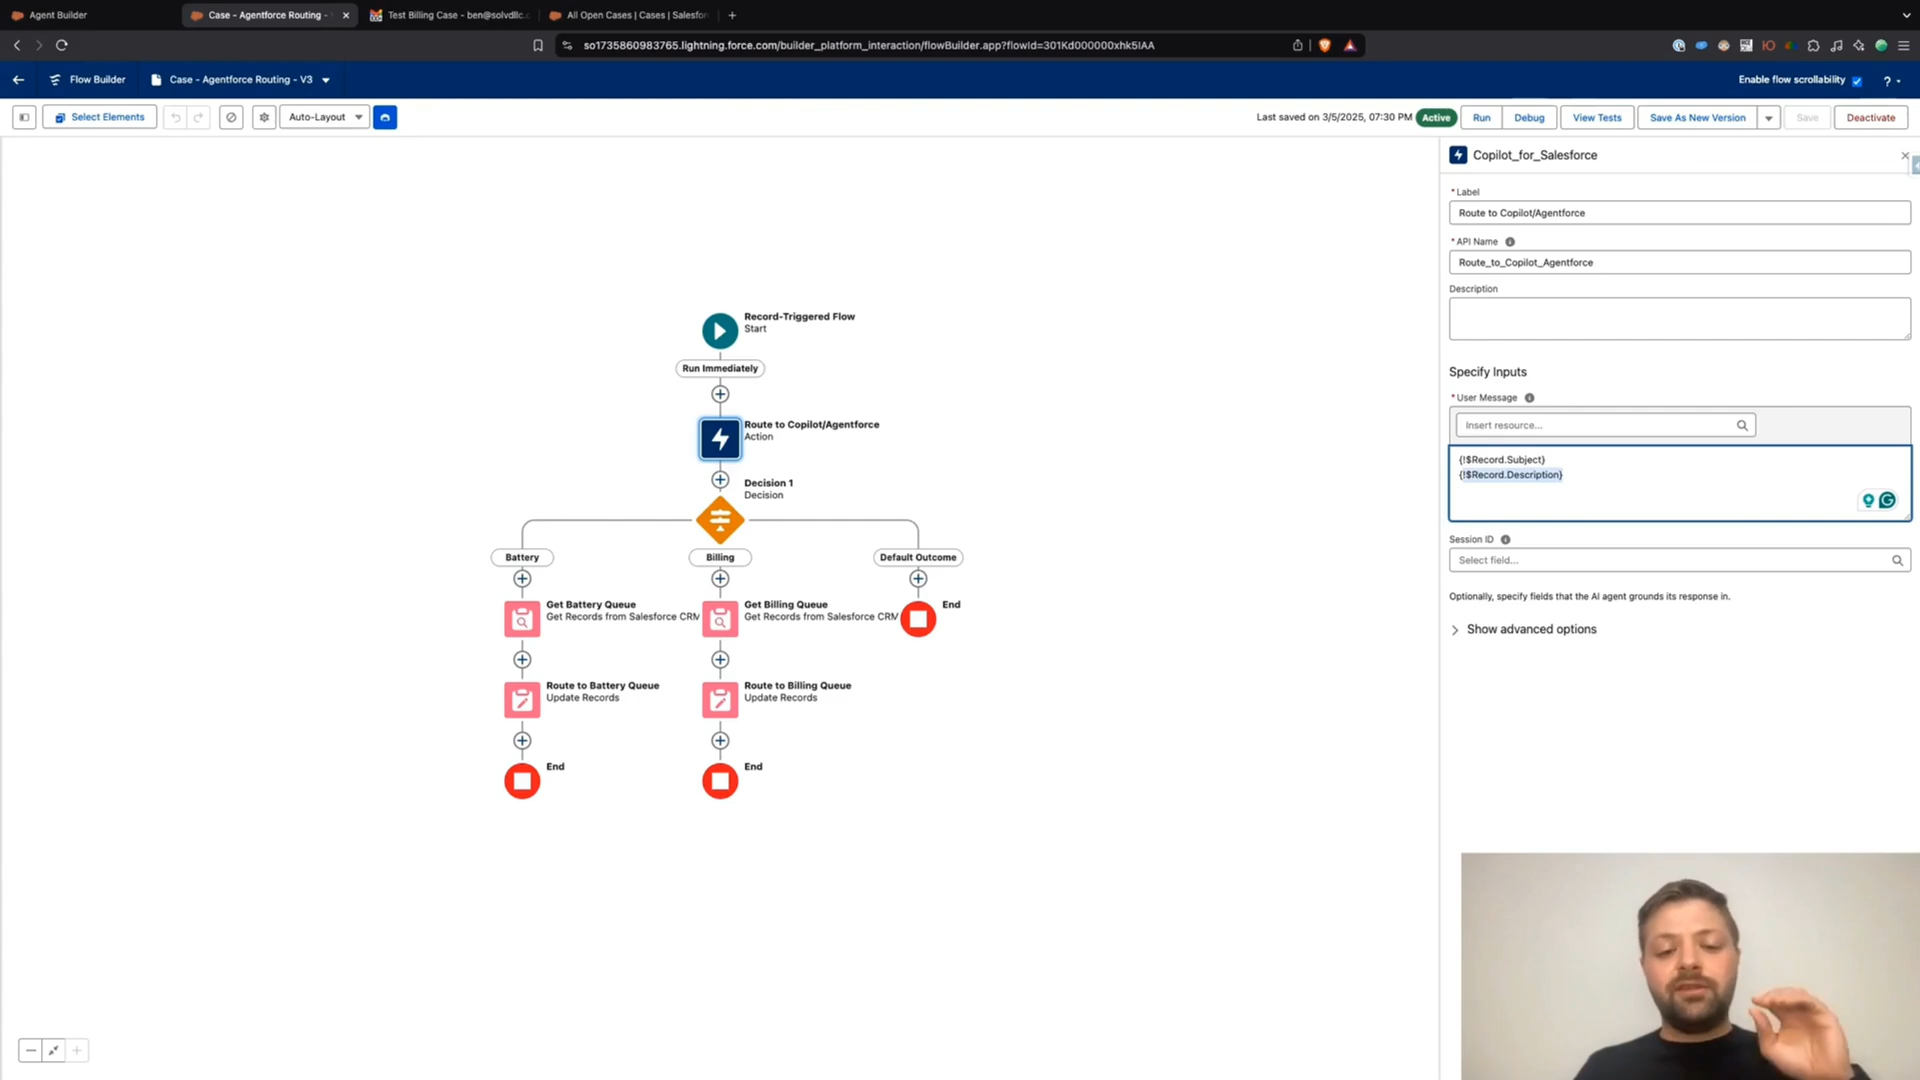 Agent Builder
Case - Agentforce Routing -
Test Billing Case - ben@solvdllc.c
All Open Cases | Cases | Salesfor
so1735860983765.lightning.force.com/builder_platform_interaction/flowBuilder.app?flowId=301Kd000000xhk5IAA
Flow Builder
Case - Agentforce Routing - V3
Enable flow scrollability
?
Select Elements
Auto-Layout
Last saved on 3/5/2025, 07:30 PM
Active
Run
Debug
View Tests
Save As New Version
Save
Deactivate
Copilot_for_Salesforce
* Label
Route to Copilot/Agentforce
* API Name
Route_to_Copilot_Agentforce
Description
Specify Inputs
* User Message
Insert resource...
{!$Record.Subject}
{!$Record.Description}
Session ID
Select field...
Optionally, specify fields that the AI agent grounds its response in.
Show advanced options
Record-Triggered Flow
Start
Run Immediately
Route to Copilot/Agentforce
Action
Decision 1
Decision
Battery
Billing
Default Outcome
Get Battery Queue
Get Records from Salesforce CRM
Get Billing Queue
Get Records from Salesforce CRM
End
Route to Battery Queue
Update Records
Route to Billing Queue
Update Records
End
End